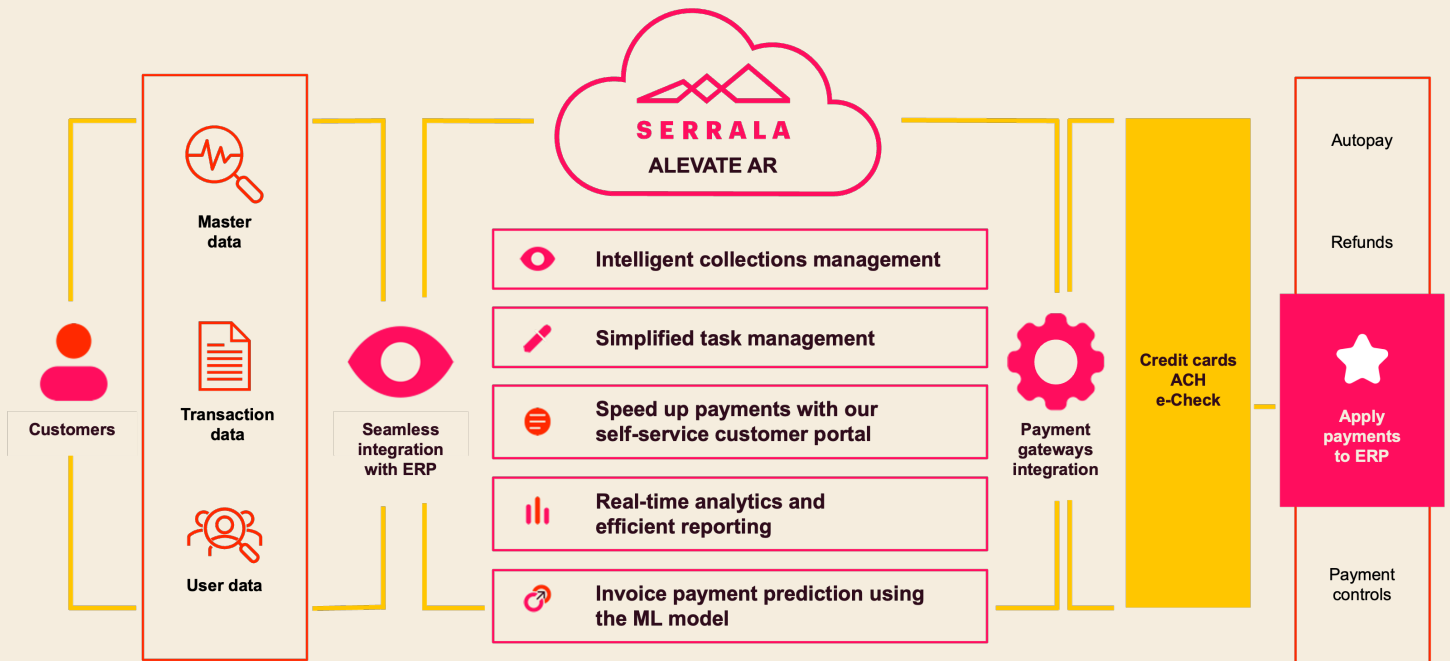 SERRALA
ALEVATE AR
Customers
Master
data
Transaction
data
User data
Seamless
integration
with ERP
Intelligent collections management
Simplified task management
Speed up payments with our
self-service customer portal
Real-time analytics and
efficient reporting
Invoice payment prediction using
the ML model
Payment
gateways
integration
Credit cards
ACH
e-Check
Autopay
Refunds
Apply
payments
to ERP
Payment
controls